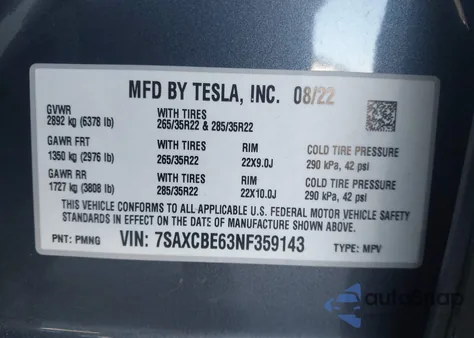 MFD BY TESLA, INC. 08/22
GVWR
2892 kg (6378 lb)
WITH TIRES
265/35R22 & 285/35R22
GAWR FRT
1350 kg (2976 lb)
WITH TIRES
265/35R22
RIM
22X9.0J
COLD TIRE PRESSURE
290 kPa, 42 psi
GAWR RR
1727 kg (3808 lb)
WITH TIRES
285/35R22
RIM
22X10.0J
COLD TIRE PRESSURE
290 kPa, 42 psi
THIS VEHICLE CONFORMS TO ALL APPLICABLE U.S. FEDERAL MOTOR VEHICLE SAFETY
STANDARDS IN EFFECT ON THE DATE OF MANUFACTURE SHOWN ABOVE.
PNT: PMNG VIN: 7SAXCBE63NF359143 TYPE: MPV
autoSnap